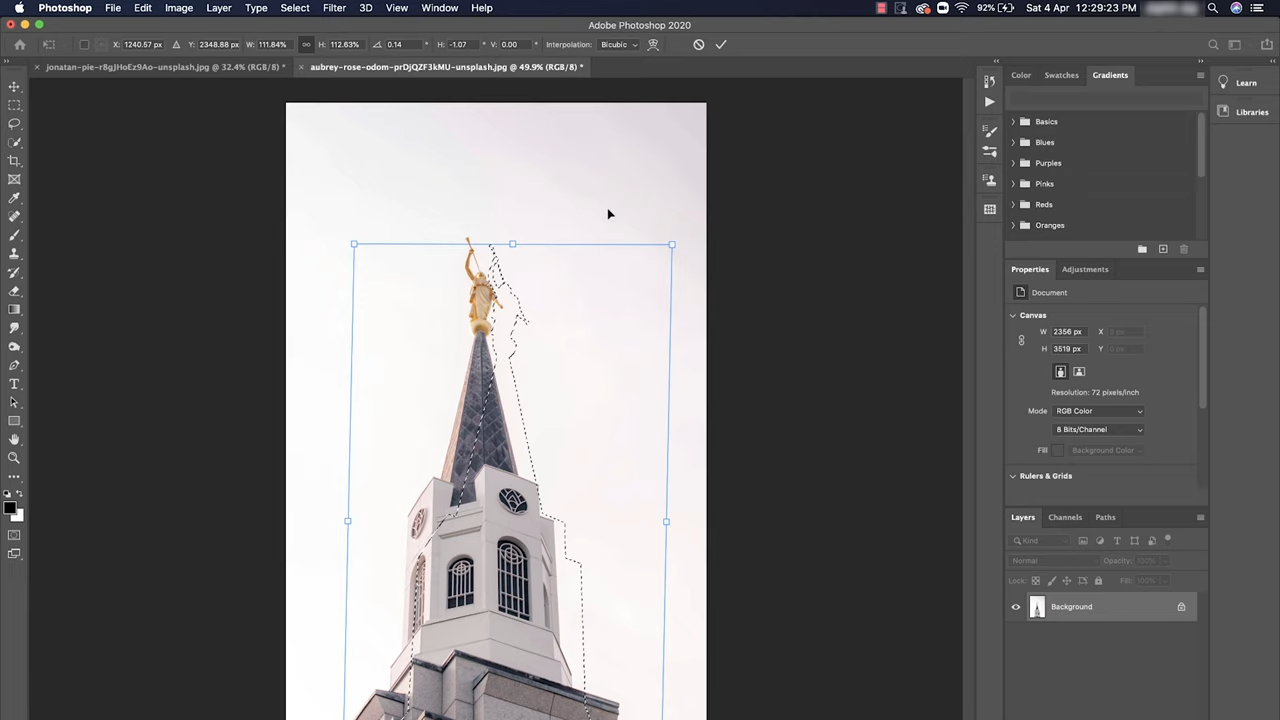 Photoshop File Edit Image Layer Type Select Filter 3D View Window Help 92% Sat 4 Apr 12:29:23 PM
Adobe Photoshop 2020
X: 1240.57 px Y: 2348.88 px W: 111.84% H: 112.63% 0.14 ° H: -1.07 ° V: 0.00 ° Interpolation: Bicubic
× jonatan-pie-r8gJHoEz9Ao-unsplash.jpg @ 32.4% (RGB/8) * × aubrey-rose-odom-prDjQZF3kMU-unsplash.jpg @ 49.9% (RGB/8) *
Color Swatches Gradients
Learn
Libraries
Basics
Blues
Purples
Pinks
Reds
Oranges
Properties Adjustments
Document
Canvas
W 2356 px X
H 3519 px Y
Resolution: 72 pixels/inch
Mode RGB Color
8 Bits/Channel
Fill Background Color
Rulers & Grids
Layers Channels Paths
Kind
Normal Opacity: 100%
Lock: Fill: 100%
Background